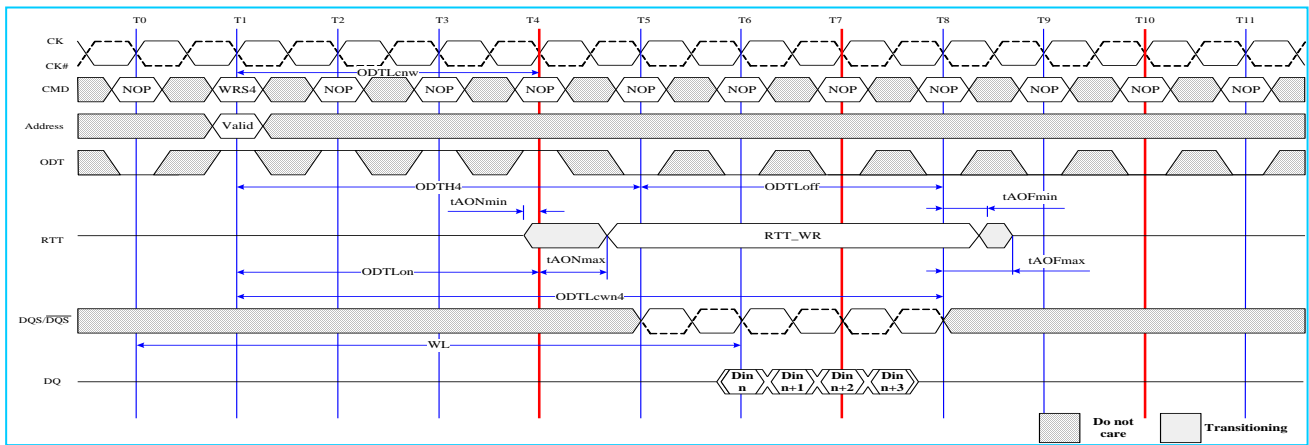 T0 T1 T2 T3 T4 T5 T6 T7 T8 T9 T10 T11
CK
CK#
ODTLcnw
CMD NOP WRS4 NOP NOP NOP NOP NOP NOP NOP NOP NOP NOP
Address Valid
ODT
ODTH4 ODTLoff
tAONmin tAOFmin
RTT RTT_WR
ODTLon tAONmax tAOFmax
ODTLcwn4
DQS/DQS
WL
DQ Din n Din n+1 Din n+2 Din n+3
Do not care Transitioning